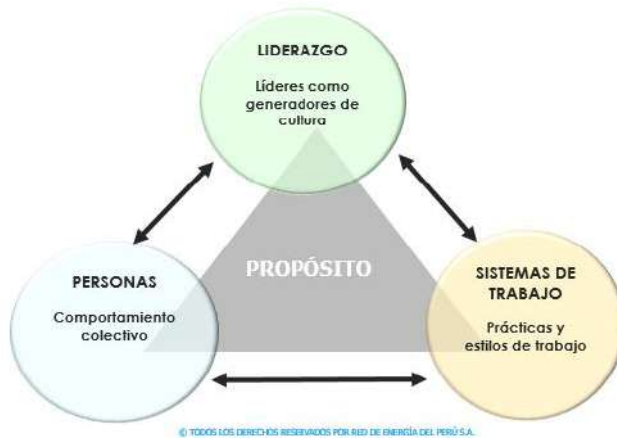 LIDERAZGO
Líderes como
generadores de
cultura
PROPÓSITO
PERSONAS
Comportamiento
colectivo
SISTEMAS DE
TRABAJO
Prácticas y
estilos de trabajo
© TODOS LOS DERECHOS RESERVADOS POR RED DE ENERGÍA DEL PERÚ S.A.